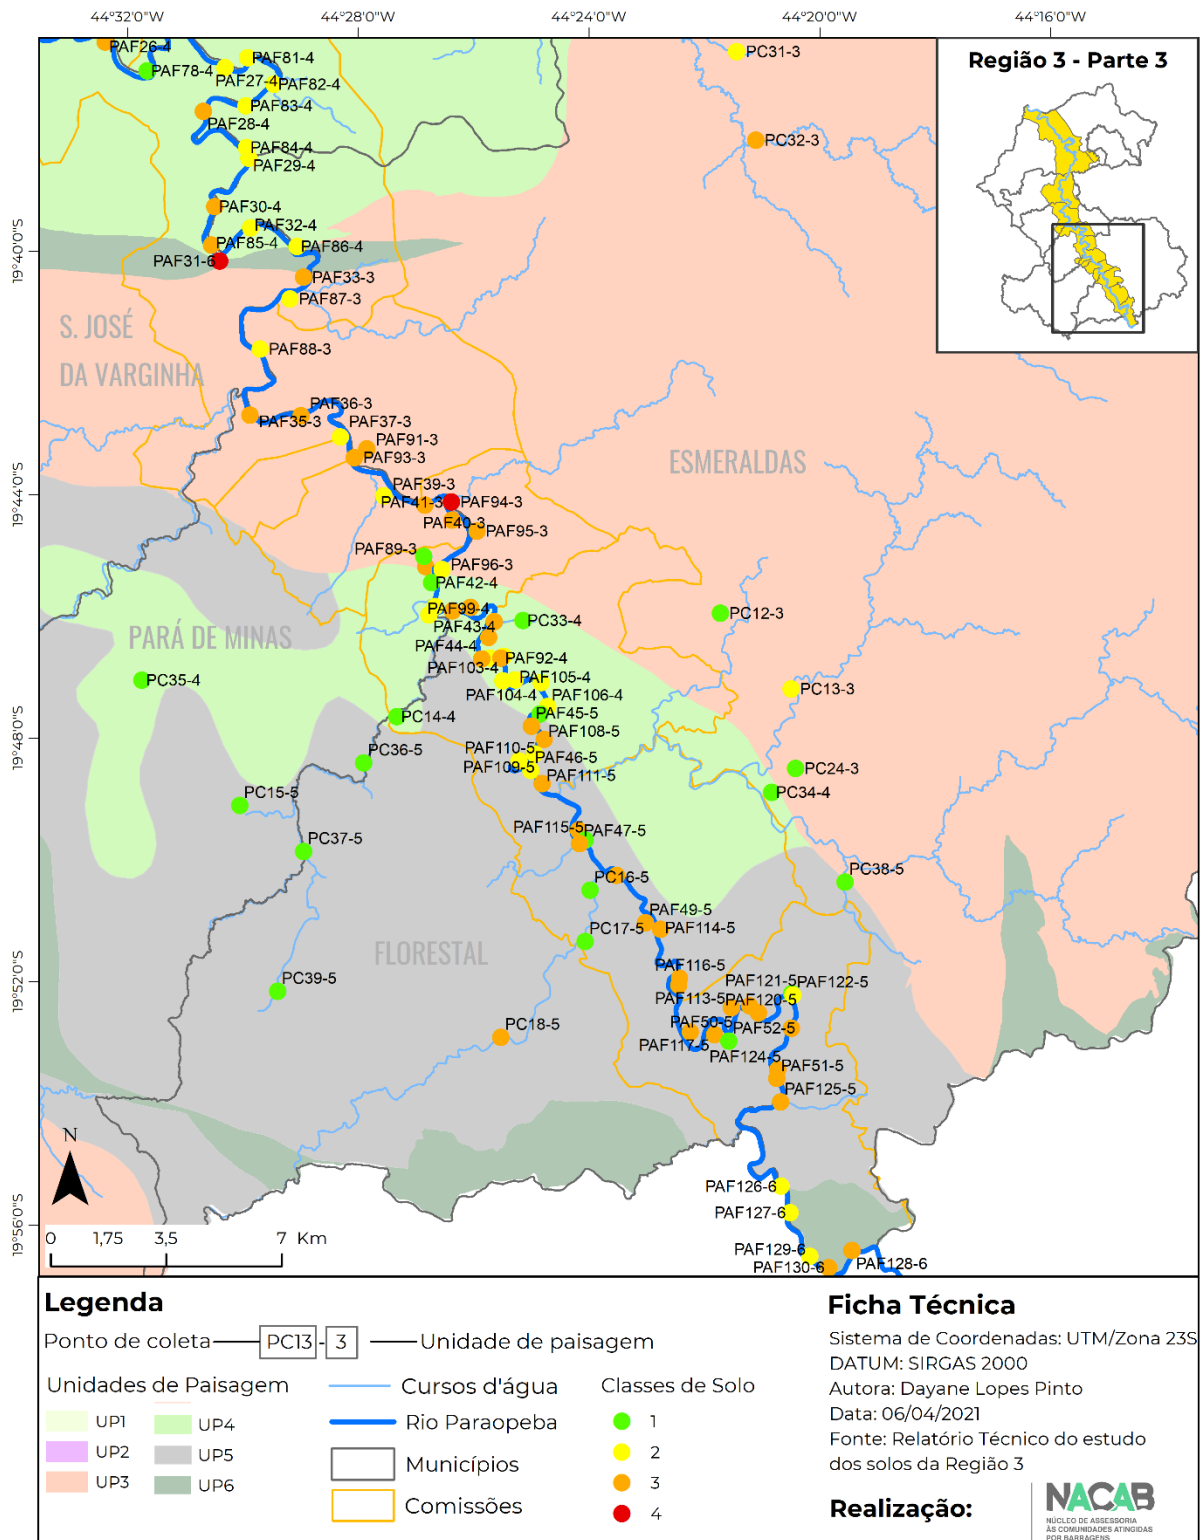 44°32'0"W
44°28'0"W
44°24'0"W
44°20'0"W
44°16'0"W
19°40'0"S
19°44'0"S
19°48'0"S
19°52'0"S
19°56'0"S
Região 3 - Parte 3
PAF26-4
PAF78-4
PAF81-4
PAF27-4
PAF82-4
PAF83-4
PAF28-4
PAF84-4
PAF29-4
PAF30-4
PAF32-4
PAF85-4
PAF86-4
PAF31-6
PAF33-3
PAF87-3
PAF88-3
PC31-3
PC32-3
S. JOSÉ
DA VARGINHA
PAF36-3
PAF35-3
PAF37-3
PAF91-3
PAF93-3
ESMERALDAS
PAF39-3
PAF41-3
PAF94-3
PAF40-3
PAF95-3
PAF89-3
PAF96-3
PAF42-4
PAF99-4
PAF43-4
PC33-4
PC12-3
PARÁ DE MINAS
PAF44-4
PAF92-4
PAF103-4
PAF105-4
PAF104-4
PAF106-4
PC35-4
PC13-3
PC14-4
PAF45-5
PAF108-5
PAF110-5
PAF46-5
PAF109-5
PAF111-5
PC36-5
PC24-3
PC34-4
PC15-5
PAF115-5
PAF47-5
PC37-5
PC16-5
PC38-5
PAF49-5
PC17-5
PAF114-5
FLORESTAL
PAF116-5
PAF121-5
PAF122-5
PC39-5
PAF113-5
PAF120-5
PAF50-5
PAF52-5
PC18-5
PAF117-5
PAF124-5
PAF51-5
PAF125-5
PAF126-6
PAF127-6
PAF129-6
PAF128-6
PAF130-6
N
0 1,75 3,5 7 Km
Legenda
Ponto de coleta PC13 - 3 Unidade de paisagem
Unidades de Paisagem
UP1
UP2
UP3
UP4
UP5
UP6
Cursos d'água
Rio Paraopeba
Municípios
Comissões
Classes de Solo
1
2
3
4
Ficha Técnica
Sistema de Coordenadas: UTM/Zona 23S
DATUM: SIRGAS 2000
Autora: Dayane Lopes Pinto
Data: 06/04/2021
Fonte: Relatório Técnico do estudo
dos solos da Região 3
Realização:
NACAB
NÚCLEO DE ASSESSORIA
ÀS COMUNIDADES ATINGIDAS
POR BARRAGENS